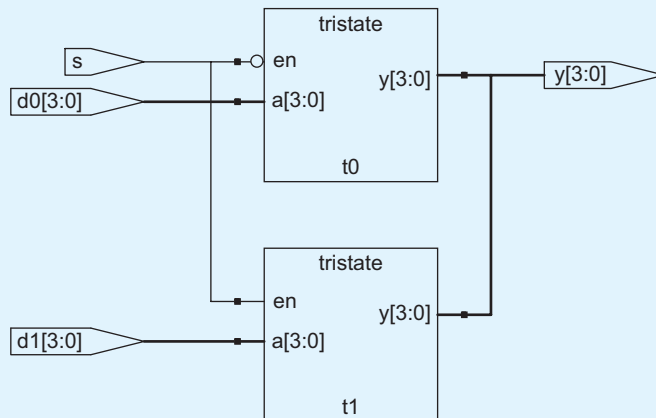 tristate
s
en
y[3:0]
y[3:0]
d0[3:0]
a[3:0]
t0
tristate
en
y[3:0]
d1[3:0]
a[3:0]
t1